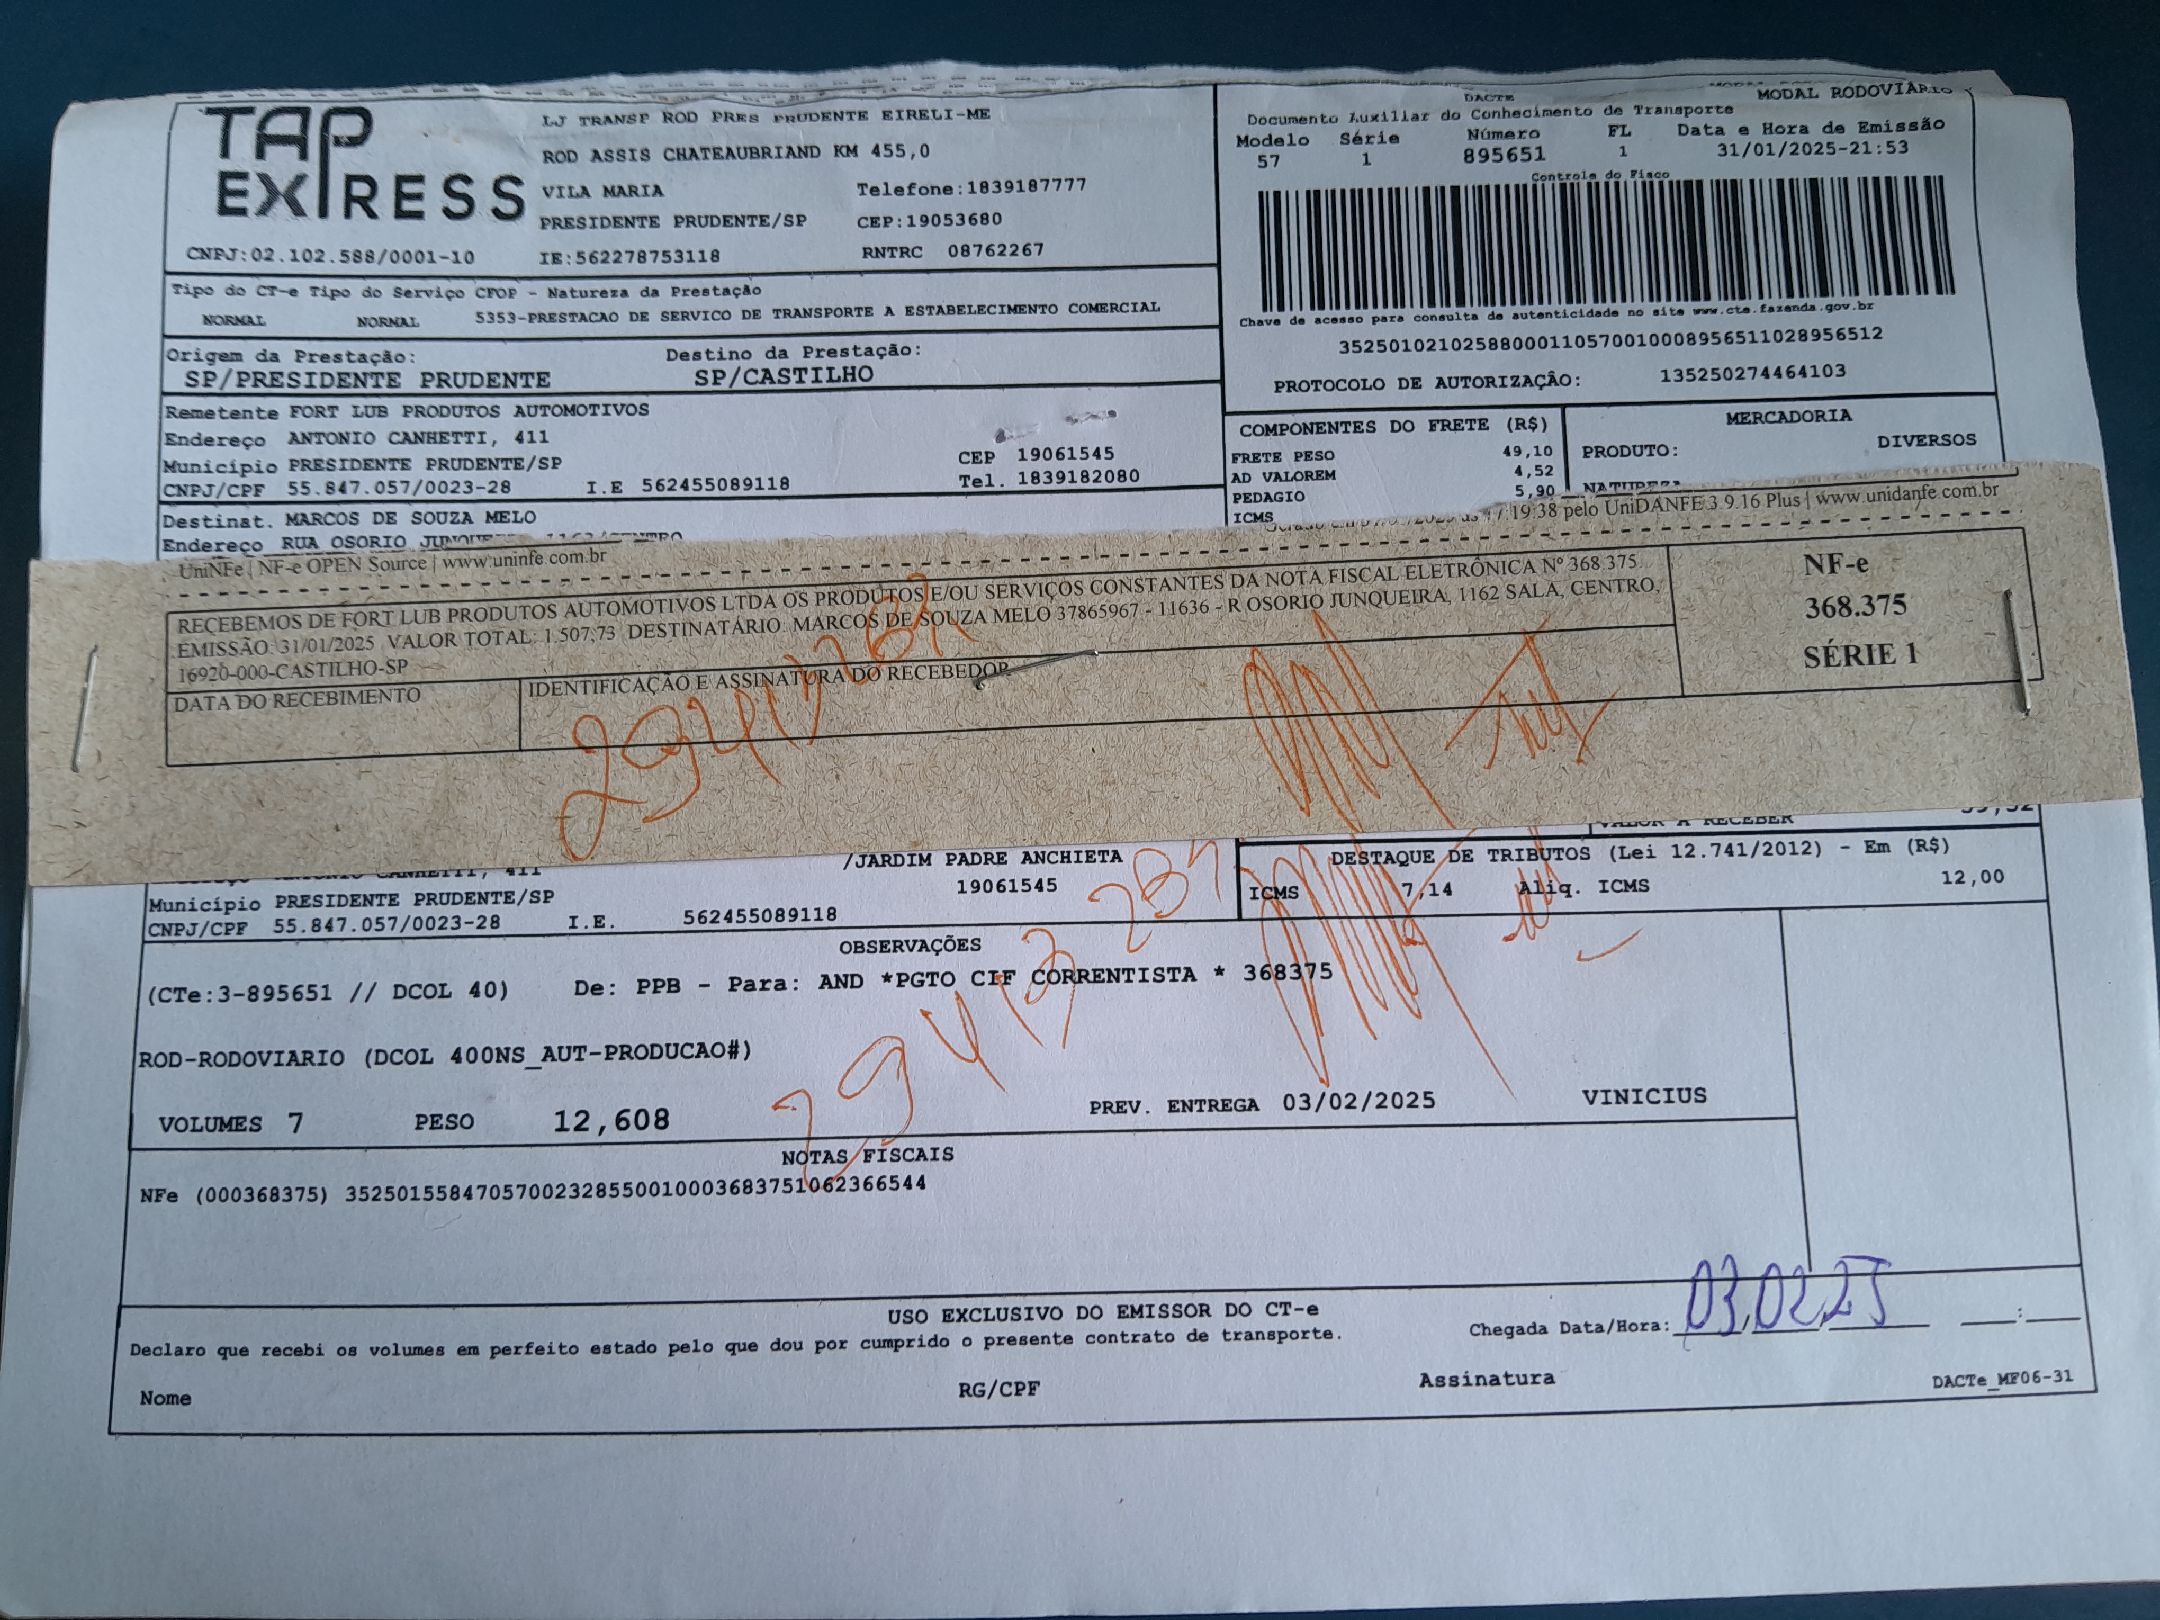 TAP
EXPRESS
LJ TRANSP ROD PRES PRUDENTE EIRELI-ME
ROD ASSIS CHATEAUBRIAND KM 455,0
VILA MARIA Telefone:1839187777
PRESIDENTE PRUDENTE/SP CEP:19053680
CNPJ:02.102.588/0001-10 IE:562278753118 RNTRC 08762267
DACTE MODAL RODOVIARIO
Documento Auxiliar do Conhecimento de Transporte
Modelo Série Número FL Data e Hora de Emissão
57 1 895651 1 31/01/2025-21:53
Controle do Fisco
Chave de acesso para consulta de autenticidade no site www.cte.fazenda.gov.br
35250102102588000110570010008956511028956512
PROTOCOLO DE AUTORIZAÇÂO: 135250274464103
Tipo do CT-e Tipo do Serviço CFOP - Natureza da Prestação
NORMAL NORMAL 5353-PRESTACAO DE SERVICO DE TRANSPORTE A ESTABELECIMENTO COMERCIAL
Origem da Prestação: Destino da Prestação:
SP/PRESIDENTE PRUDENTE SP/CASTILHO
Remetente FORT LUB PRODUTOS AUTOMOTIVOS
Endereço ANTONIO CANHETTI, 411
Município PRESIDENTE PRUDENTE/SP CEP 19061545
CNPJ/CPF 55.847.057/0023-28 I.E 562455089118 Tel. 1839182080
COMPONENTES DO FRETE (R$)
FRETE PESO 49,10
AD VALOREM 4,52
PEDAGIO 5,90
ICMS
MERCADORIA
PRODUTO: DIVERSOS
Destinat. MARCOS DE SOUZA MELO
Endereço RUA OSORIO
19:38 pelo UniDANFE 3.9.16 Plus | www.unidanfe.com.br
UniNFe | NF-e OPEN Source | www.uninfe.com.br
RECEBEMOS DE FORT LUB PRODUTOS AUTOMOTIVOS LTDA OS PRODUTOS E/OU SERVIÇOS CONSTANTES DA NOTA FISCAL ELETRÔNICA Nº 368.375
EMISSÃO: 31/01/2025 VALOR TOTAL: 1.507,73 DESTINATÁRIO: MARCOS DE SOUZA MELO 37865967 - 11636 - R OSORIO JUNQUEIRA, 1162 SALA, CENTRO,
16920-000-CASTILHO-SP
DATA DO RECEBIMENTO IDENTIFICAÇÃO E ASSINATURA DO RECEBEDOR
NF-e
368.375
SÉRIE 1
VALOR A RECEBER
/JARDIM PADRE ANCHIETA
Município PRESIDENTE PRUDENTE/SP 19061545
CNPJ/CPF 55.847.057/0023-28 I.E. 562455089118
DESTAQUE DE TRIBUTOS (Lei 12.741/2012) - Em (R$)
ICMS 7,14 Aliq. ICMS 12,00
OBSERVAÇÕES
(CTe:3-895651 // DCOL 40) De: PPB - Para: AND *PGTO CIF CORRENTISTA * 368375
ROD-RODOVIARIO (DCOL 400NS_AUT-PRODUCAO#)
VOLUMES 7 PESO 12,608 PREV. ENTREGA 03/02/2025 VINICIUS
NOTAS FISCAIS
NFe (000368375) 35250155847057002328550010003683751062366544
USO EXCLUSIVO DO EMISSOR DO CT-e
Declaro que recebi os volumes em perfeito estado pelo que dou por cumprido o presente contrato de transporte.
Chegada Data/Hora: 03,02,25 :
Nome RG/CPF Assinatura DACTe_MF06-31